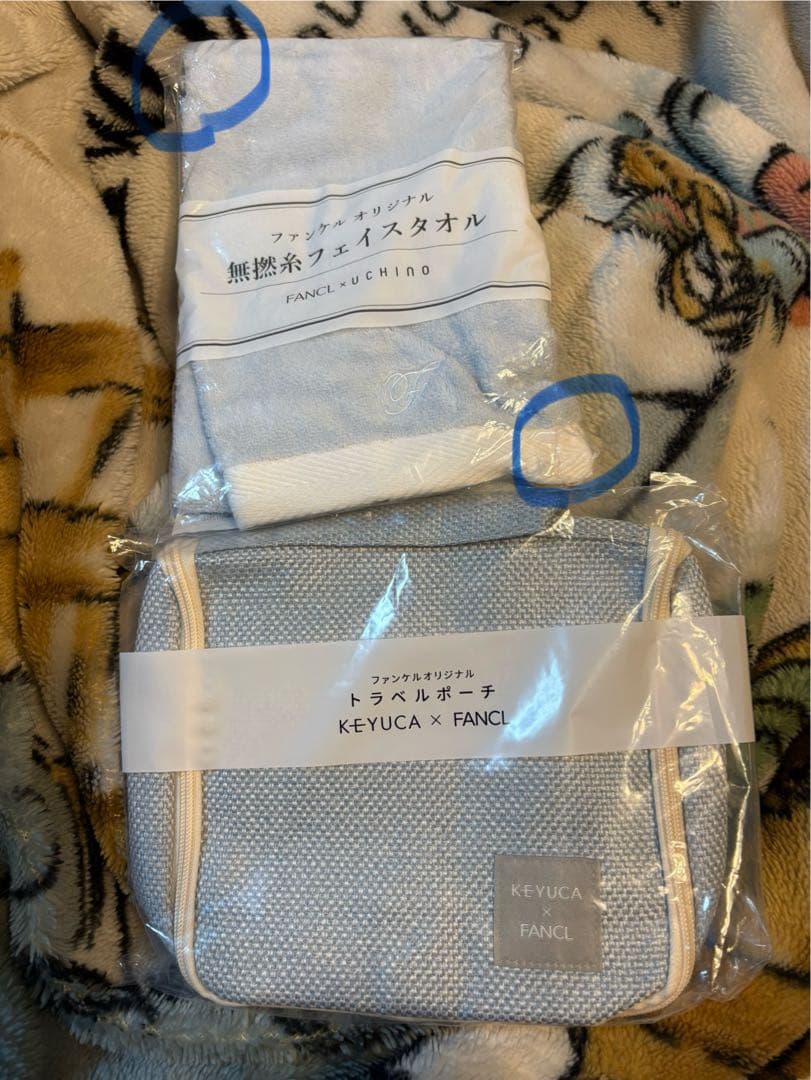 ファンケル オリジナル
無撚糸フェイスタオル
FANCL × UCHINO
F
ファンケルオリジナル
トラベルポーチ
KEYUCA × FANCL
KEYUCA
×
FANCL